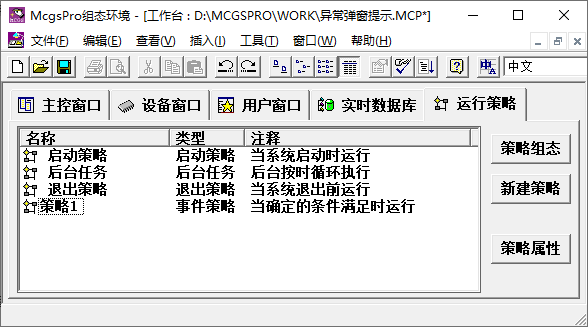 McgsPro组态环境 - [工作台 : D:\MCGSPRO\WORK\异常弹窗提示.MCP*]
文件(F) 编辑(E) 查看(V) 插入(I) 工具(T) 窗口(W) 帮助(H)
中文
主控窗口 设备窗口 用户窗口 实时数据库 运行策略
名称 类型 注释
启动策略 启动策略 当系统启动时运行
后台任务 后台任务 后台按时循环执行
退出策略 退出策略 当系统退出前运行
策略1 事件策略 当确定的条件满足时运行
策略组态
新建策略
策略属性